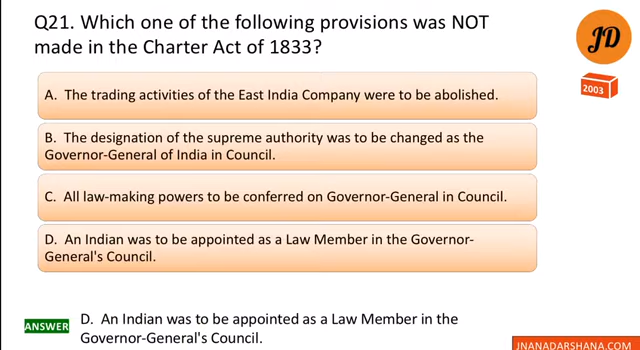 Q21. Which one of the following provisions was NOT
made in the Charter Act of 1833?
JD
2003
A. The trading activities of the East India Company were to be abolished.
B. The designation of the supreme authority was to be changed as the
Governor-General of India in Council.
C. All law-making powers to be conferred on Governor-General in Council.
D. An Indian was to be appointed as a Law Member in the Governor-
General's Council.
ANSWER
D. An Indian was to be appointed as a Law Member in the
Governor-General's Council.
JNANADARSHANA.COM